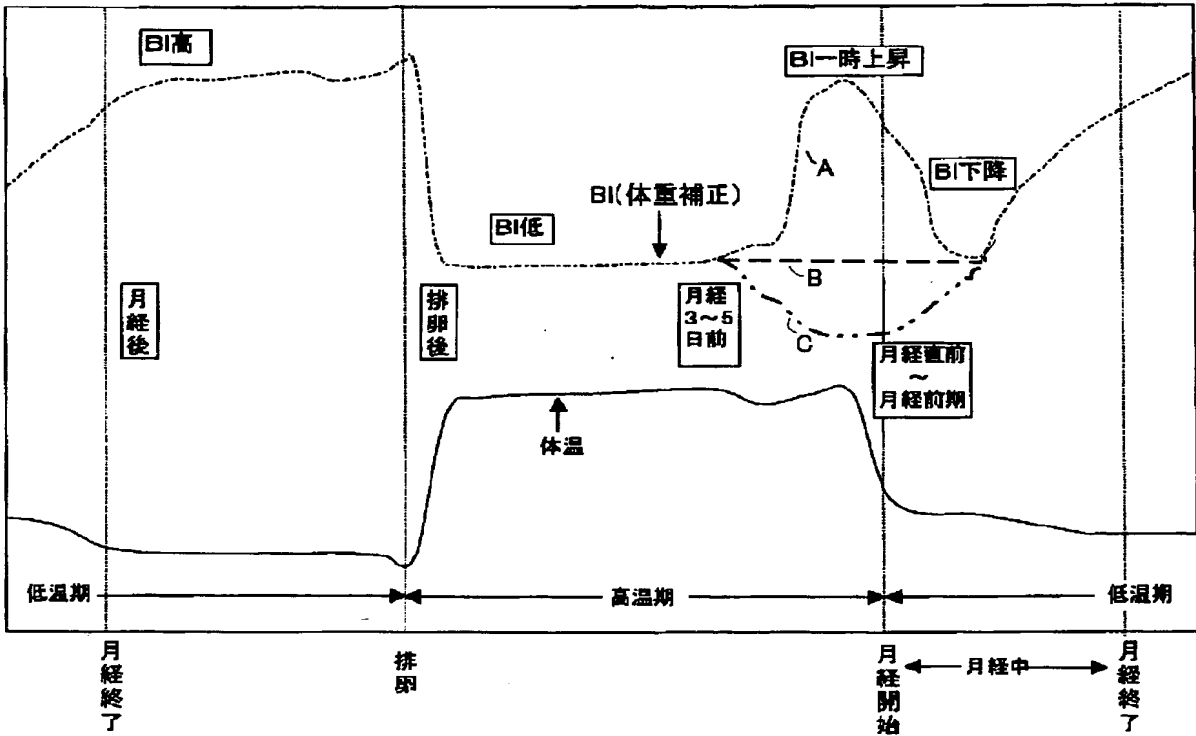 BI高
BI一時上昇
A
BI下降
BI(体重補正)
BI低
B
月経後
排卵後
月経
3～5
日前
C
月経直前
～
月経前期
体温
低温期
高温期
低温期
月経終了
排卵
月経開始
月経中
月経終了